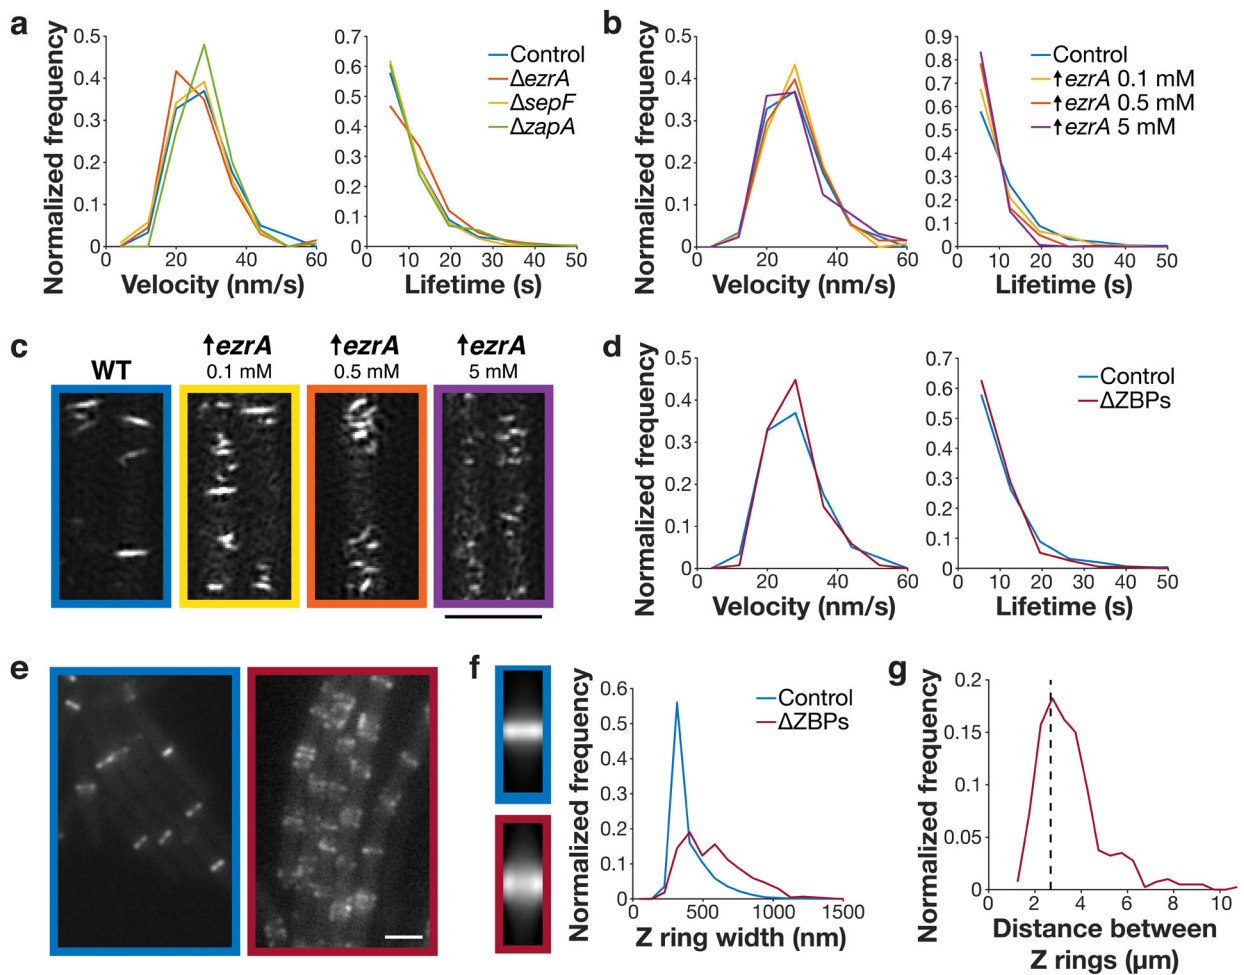 a
Normalized frequency
0.5
0.4
0.3
0.2
0.1
0
0 20 40 60
Velocity (nm/s)
0.7
0.6
0.5
0.4
0.3
0.2
0.1
0
0 10 20 30 40 50
Lifetime (s)
Control
ΔezrA
ΔsepF
ΔzapA
b
Normalized frequency
0.5
0.4
0.3
0.2
0.1
0
0 20 40 60
Velocity (nm/s)
0.9
0.8
0.7
0.6
0.5
0.4
0.3
0.2
0.1
0
0 10 20 30 40 50
Lifetime (s)
Control
↑ezrA 0.1 mM
↑ezrA 0.5 mM
↑ezrA 5 mM
c
WT
↑ezrA
0.1 mM
↑ezrA
0.5 mM
↑ezrA
5 mM
d
Normalized frequency
0.5
0.4
0.3
0.2
0.1
0
0 20 40 60
Velocity (nm/s)
0.7
0.6
0.5
0.4
0.3
0.2
0.1
0
0 10 20 30 40 50
Lifetime (s)
Control
ΔZBPs
e
f
Normalized frequency
0.6
0.5
0.4
0.3
0.2
0.1
0
0 500 1000 1500
Z ring width (nm)
Control
ΔZBPs
g
Normalized frequency
0.2
0.15
0.1
0.05
0
0 2 4 6 8 10
Distance between
Z rings (μm)